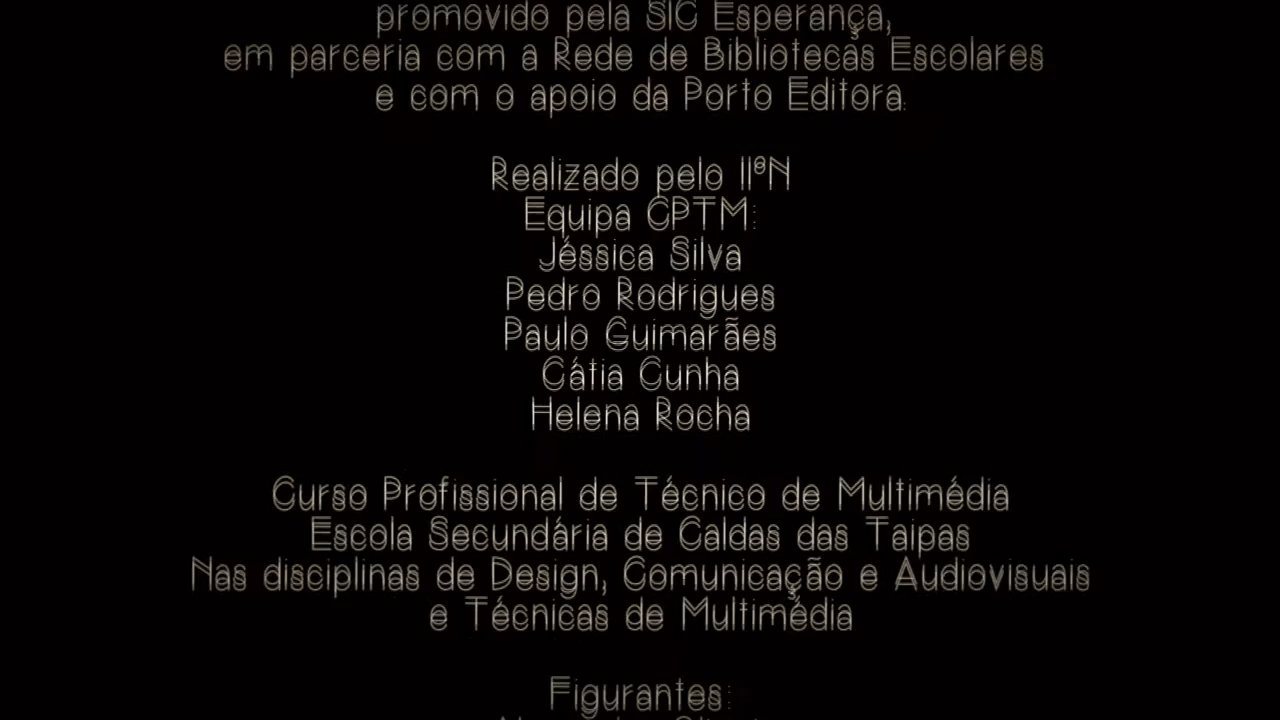 promovido pela SIC Esperança,
em parceria com a Rede de Bibliotecas Escolares
e com o apoio da Porto Editora.
Realizado pelo 11ºN
Equipa CPTM:
Jéssica Silva
Pedro Rodrigues
Paulo Guimarães
Cátia Cunha
Helena Rocha
Curso Profissional de Técnico de Multimédia
Escola Secundária de Caldas das Taipas
Nas disciplinas de Design, Comunicação e Audiovisuais
e Técnicas de Multimédia
Figurantes: